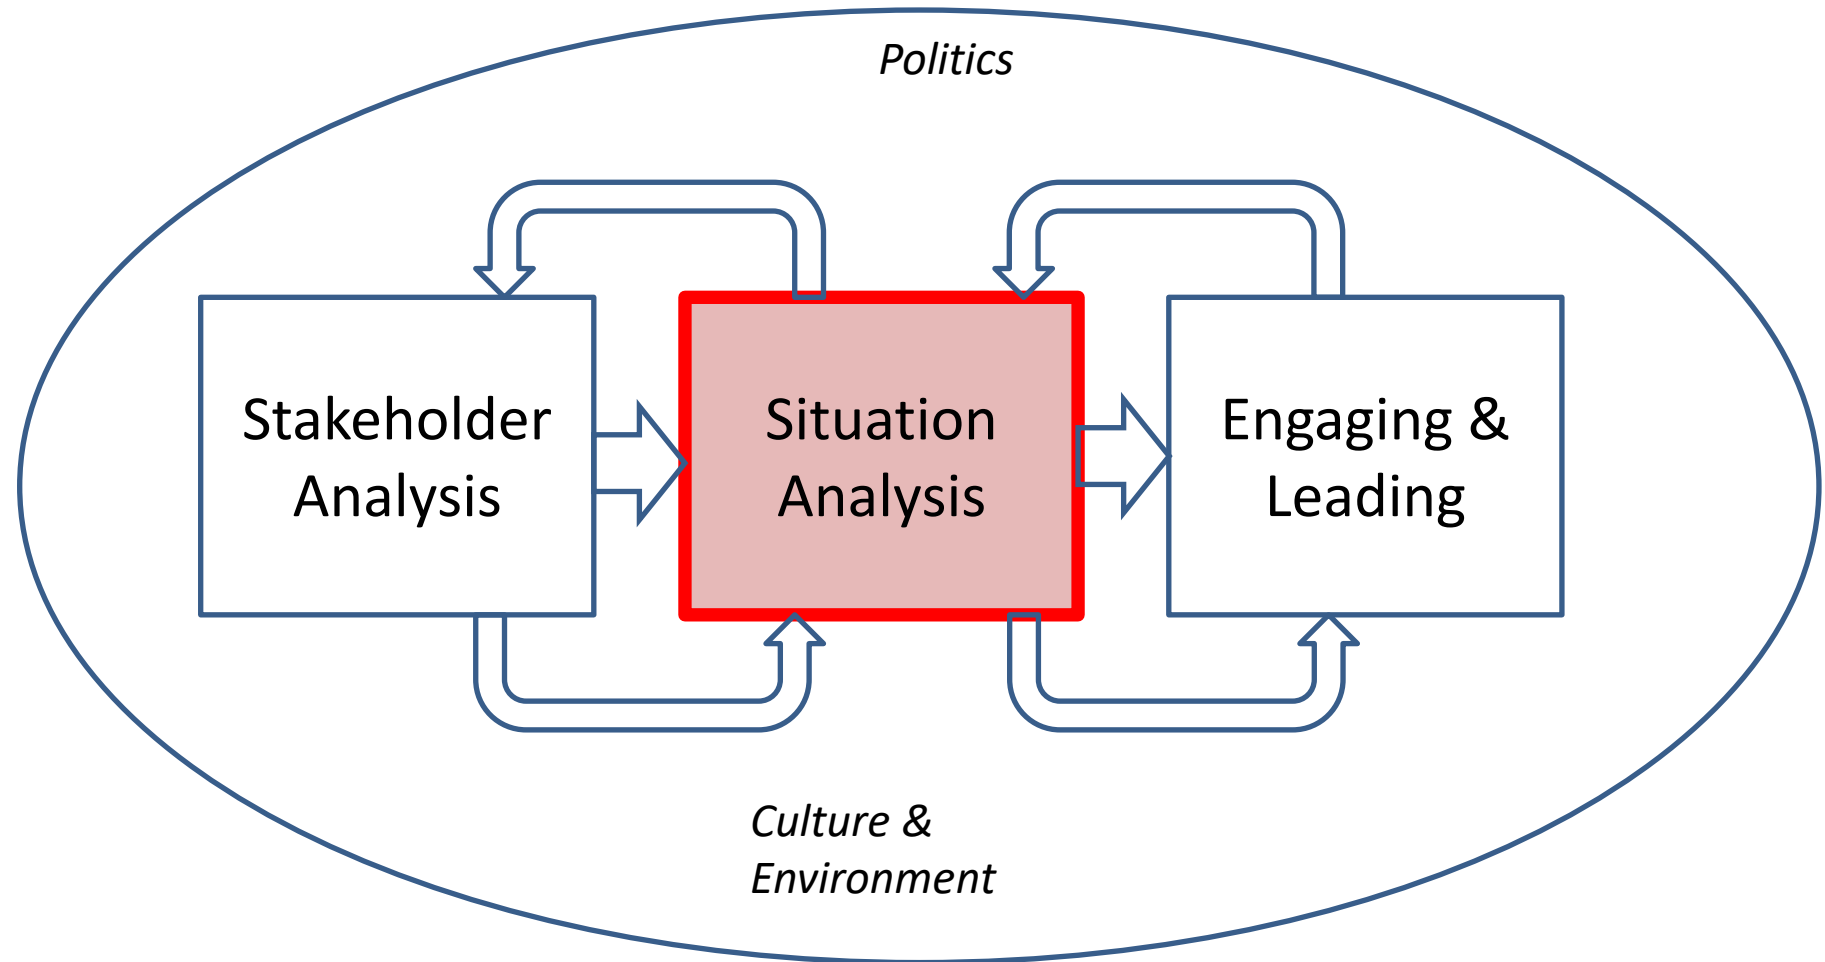 Politics
Stakeholder
Analysis
Situation
Analysis
Engaging &
Leading
Culture &
Environment